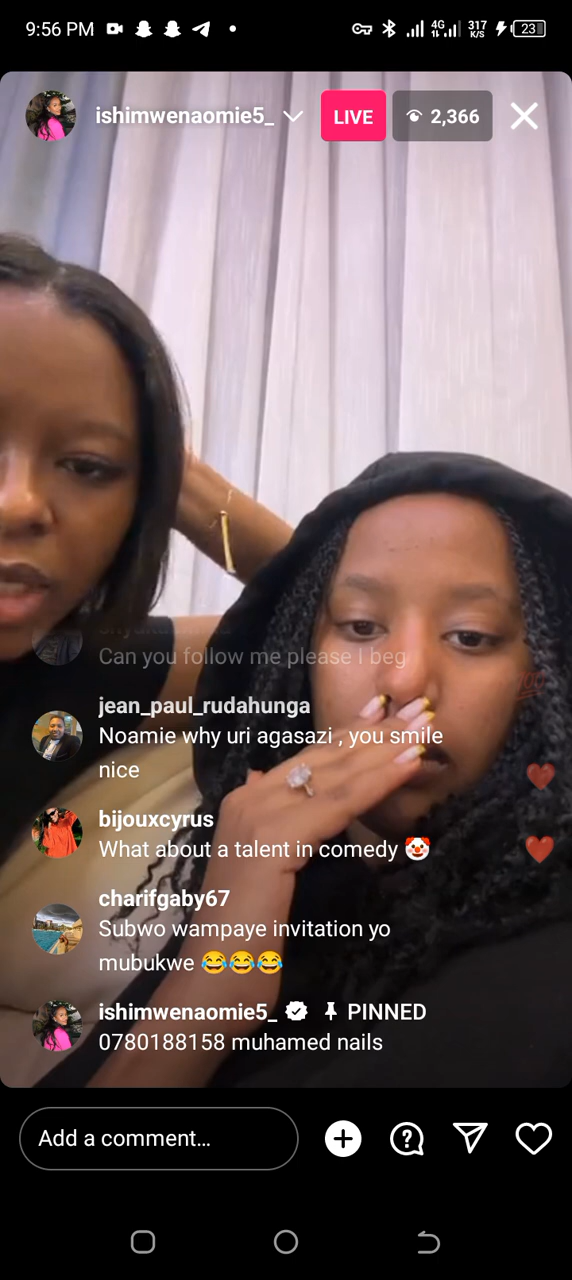 9:56 PM
4G
317
K/S
23
ishimwenaomie5_
LIVE
2,366
Can you follow me please I beg
jean_paul_rudahunga
Noamie why uri agasazi , you smile
nice
bijouxcyrus
What about a talent in comedy 🤡
charifgaby67
Subwo wampaye invitation yo
mubukwe 😂😂😂
ishimwenaomie5_ PINNED
0780188158 muhamed nails
Add a comment…